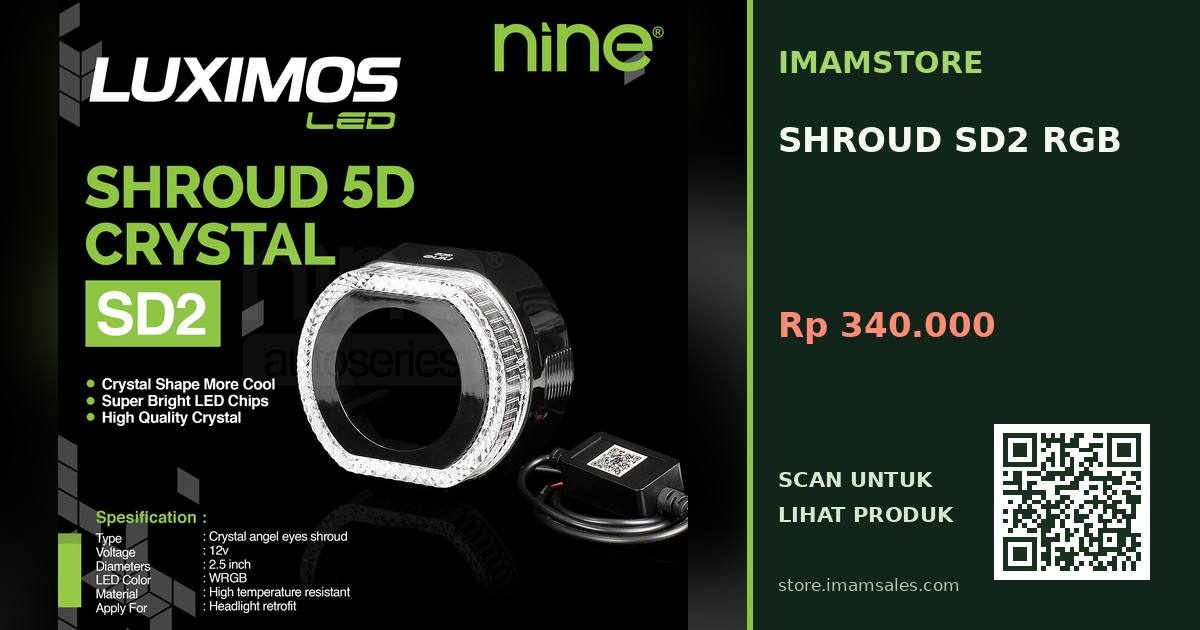 LUXIMOS
LED
nine®
SHROUD 5D
CRYSTAL
SD2
autoseries
nine
Crystal Shape More Cool
Super Bright LED Chips
High Quality Crystal
Spesification :
Type : Crystal angel eyes shroud
Voltage : 12v
Diameters : 2.5 inch
LED Color : WRGB
Material : High temperature resistant
Apply For : Headlight retrofit
IMAMSTORE
SHROUD SD2 RGB
Rp 340.000
SCAN UNTUK
LIHAT PRODUK
store.imamsales.com